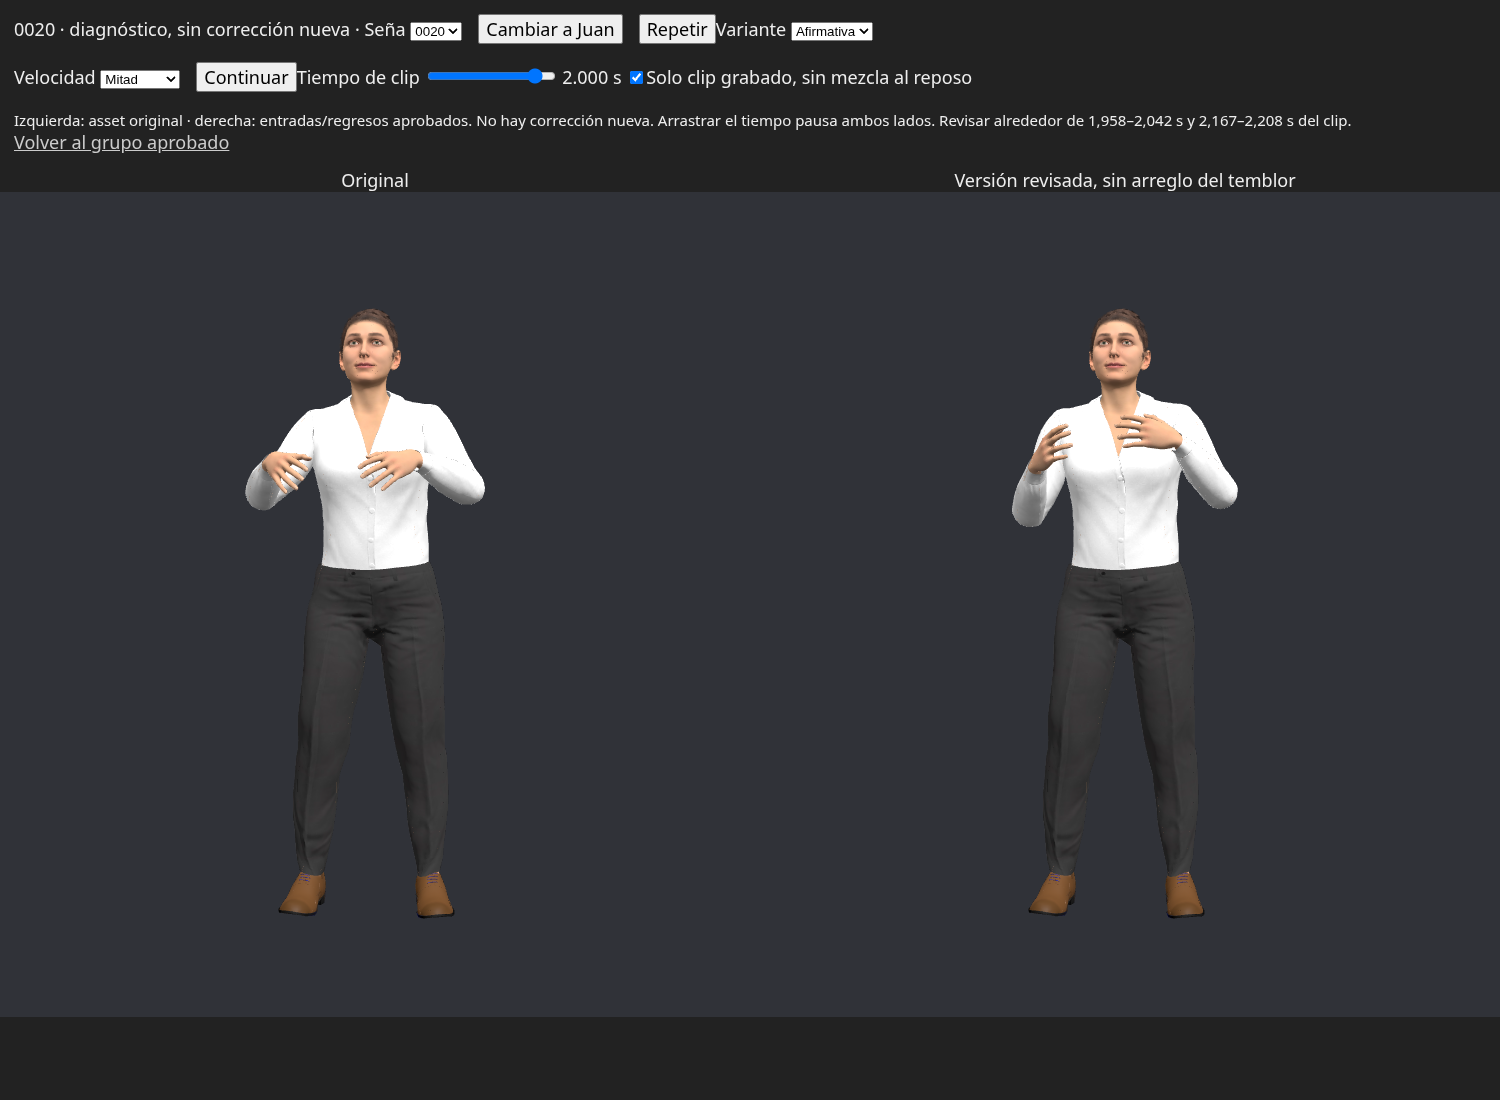 0020 · diagnóstico, sin corrección nueva · Seña 0020 Cambiar a Juan Repetir Variante Afirmativa
Velocidad Mitad Continuar Tiempo de clip 2.000 s Solo clip grabado, sin mezcla al reposo
Izquierda: asset original · derecha: entradas/regresos aprobados. No hay corrección nueva. Arrastrar el tiempo pausa ambos lados. Revisar alrededor de 1,958–2,042 s y 2,167–2,208 s del clip.
Volver al grupo aprobado
Original Versión revisada, sin arreglo del temblor